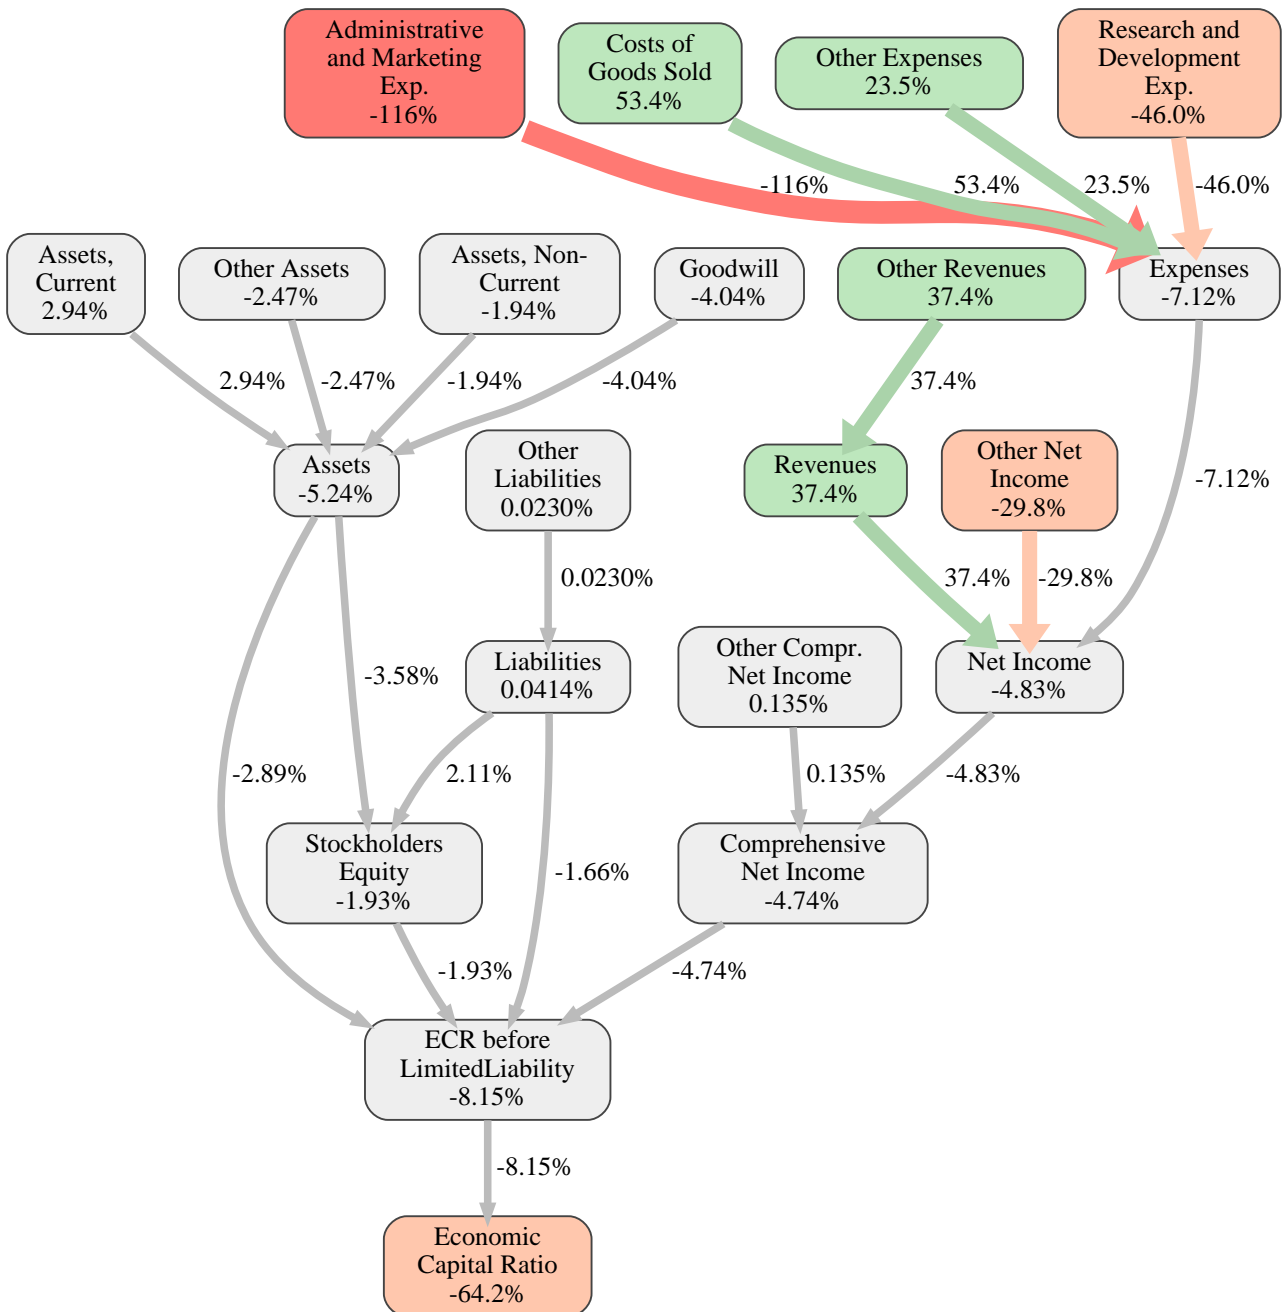 Administrative
and Marketing
Exp.
-116%
Costs of
Goods Sold
53.4%
Other Expenses
23.5%
Research and
Development
Exp.
-46.0%
-116%
53.4%
23.5%
-46.0%
Assets,
Current
2.94%
Other Assets
-2.47%
Assets, Non-
Current
-1.94%
Goodwill
-4.04%
Other Revenues
37.4%
Expenses
-7.12%
2.94%
-2.47%
-1.94%
-4.04%
37.4%
Assets
-5.24%
Other
Liabilities
0.0230%
Revenues
37.4%
Other Net
Income
-29.8%
-7.12%
0.0230%
37.4%
-29.8%
-3.58%
Liabilities
0.0414%
Other Compr.
Net Income
0.135%
Net Income
-4.83%
-2.89%
2.11%
0.135%
-4.83%
Stockholders
Equity
-1.93%
-1.66%
Comprehensive
Net Income
-4.74%
-1.93%
-4.74%
ECR before
LimitedLiability
-8.15%
-8.15%
Economic
Capital Ratio
-64.2%